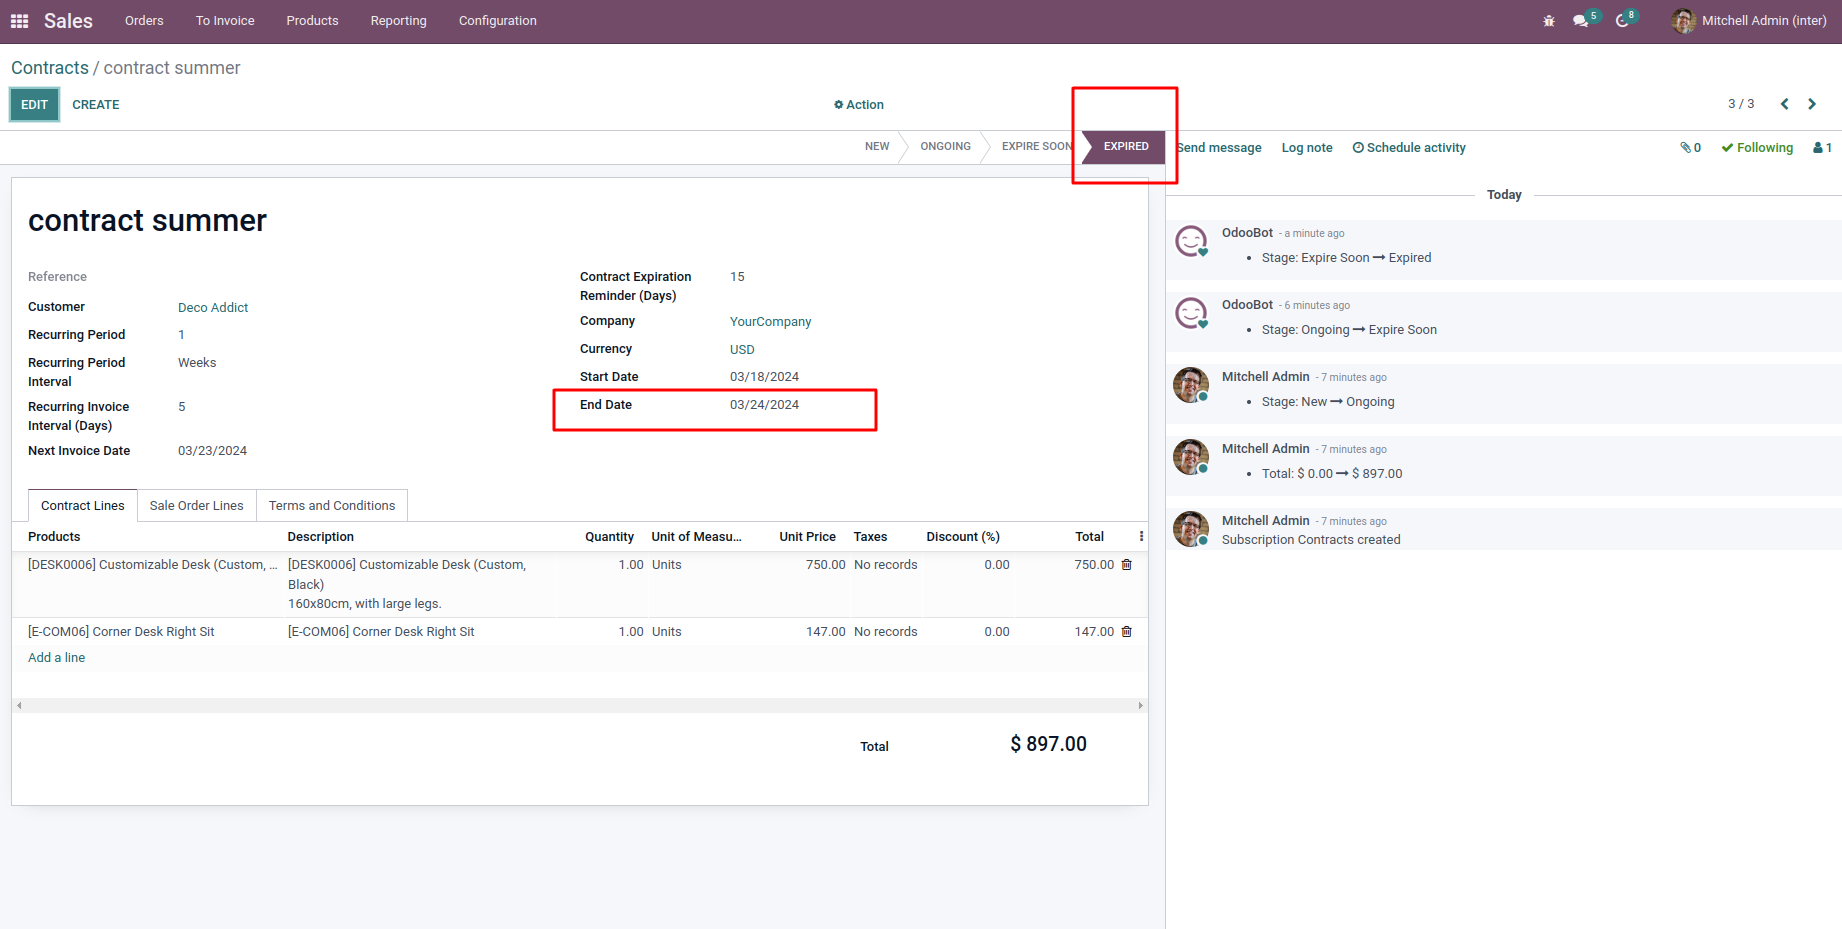 Sales Orders To Invoice Products Reporting Configuration 5 8 Mitchell Admin (inter)
Contracts / contract summer
EDIT CREATE Action 3 / 3
NEW ONGOING EXPIRE SOON EXPIRED Send message Log note Schedule activity 0 Following 1
contract summer
Reference
Customer Deco Addict
Recurring Period 1
Recurring Period
Interval
Weeks
Recurring Invoice
Interval (Days)
5
Next Invoice Date 03/23/2024
Contract Expiration
Reminder (Days)
15
Company YourCompany
Currency USD
Start Date 03/18/2024
End Date 03/24/2024
Contract Lines Sale Order Lines Terms and Conditions
Products Description Quantity Unit of Measu... Unit Price Taxes Discount (%) Total
[DESK0006] Customizable Desk (Custom, ... [DESK0006] Customizable Desk (Custom, 1.00 Units 750.00 No records 0.00 750.00
Black)
160x80cm, with large legs.
[E-COM06] Corner Desk Right Sit [E-COM06] Corner Desk Right Sit 1.00 Units 147.00 No records 0.00 147.00
Add a line
Total $ 897.00
Today
OdooBot - a minute ago
• Stage: Expire Soon → Expired
OdooBot - 6 minutes ago
• Stage: Ongoing → Expire Soon
Mitchell Admin - 7 minutes ago
• Stage: New → Ongoing
Mitchell Admin - 7 minutes ago
• Total: $ 0.00 → $ 897.00
Mitchell Admin - 7 minutes ago
Subscription Contracts created